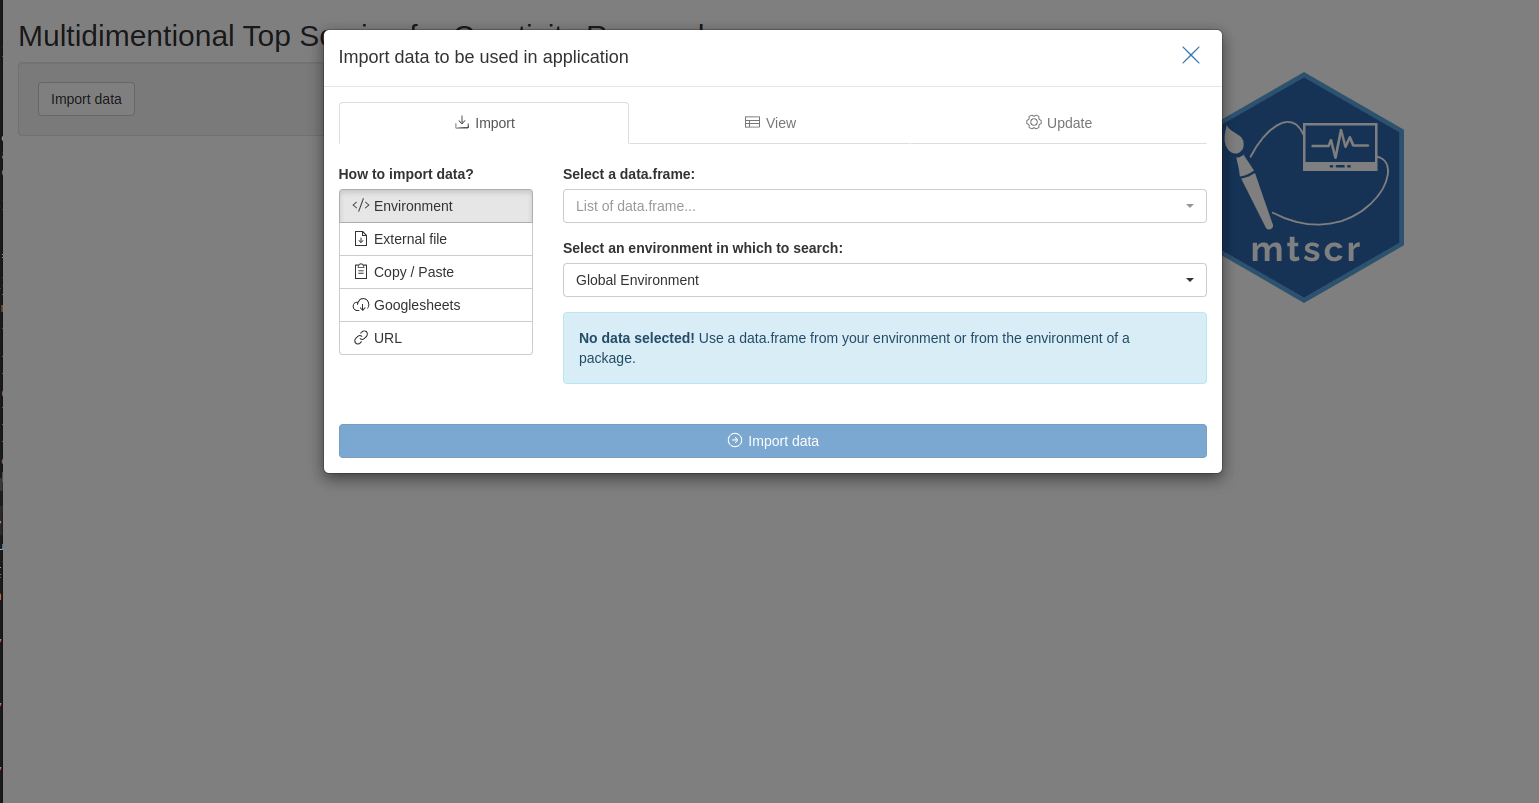 Multidimentional Top
Import data to be used in application
Import data
Import
View
Update
How to import data?
Environment
External file
Copy / Paste
Googlesheets
URL
Select a data.frame:
List of data.frame...
Select an environment in which to search:
Global Environment
No data selected! Use a data.frame from your environment or from the environment of a
package.
Import data
mtscr